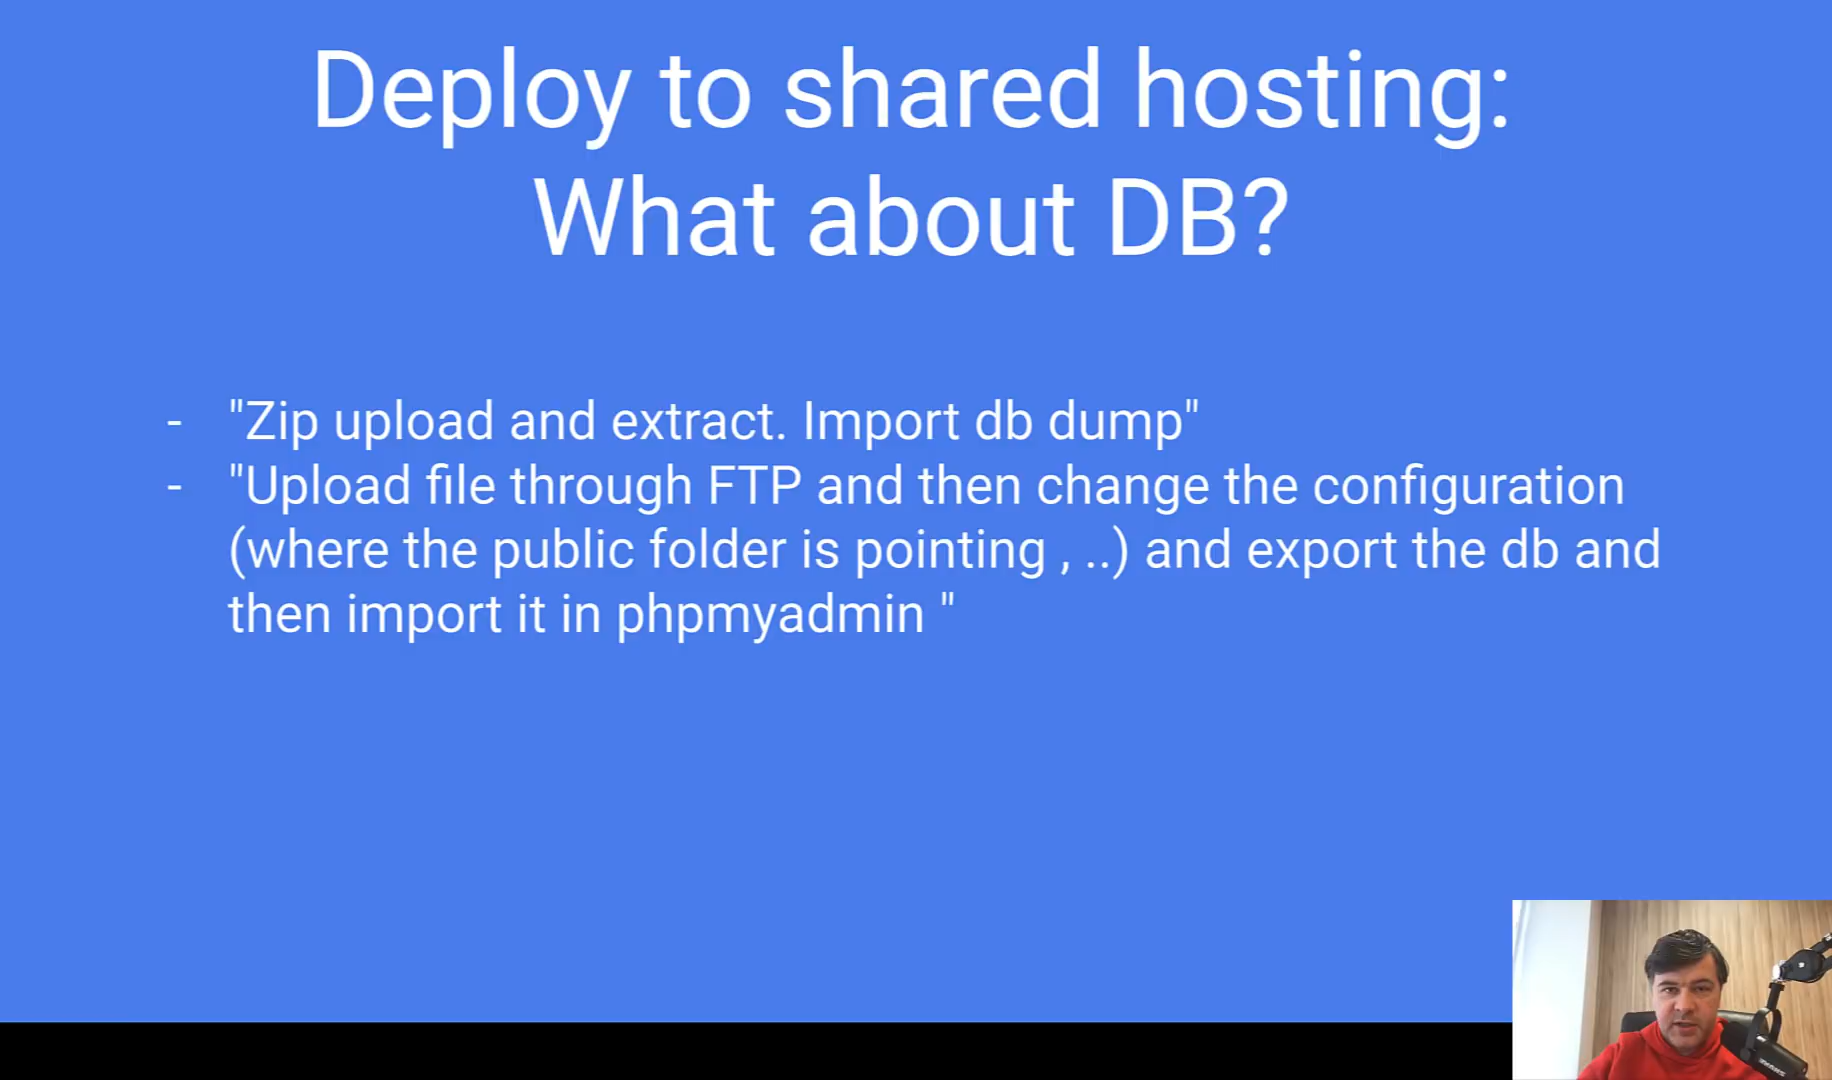 Deploy to shared hosting:
What about DB?
- "Zip upload and extract. Import db dump"
- "Upload file through FTP and then change the configuration
(where the public folder is pointing , ..) and export the db and
then import it in phpmyadmin "